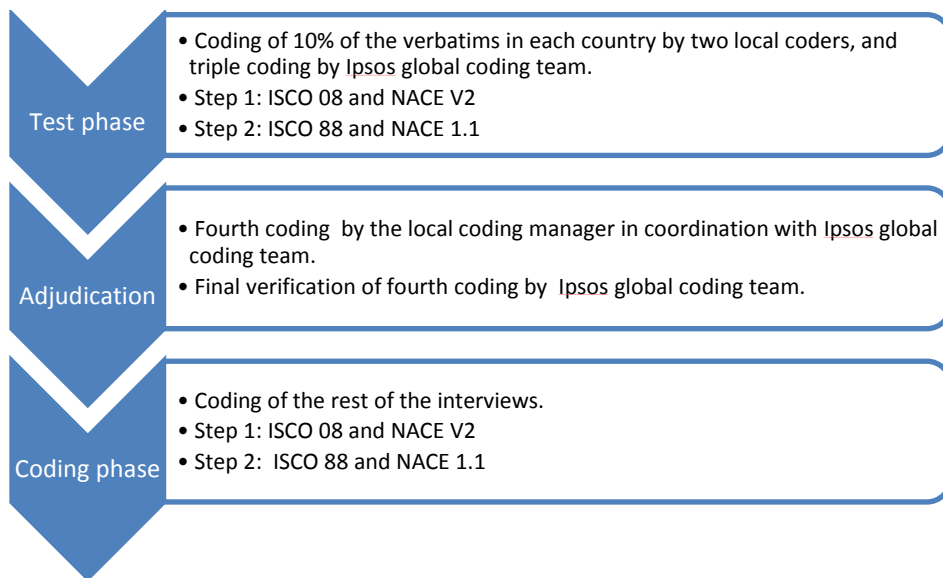 Test phase
• Coding of 10% of the verbatims in each country by two local coders, and
triple coding by Ipsos global coding team.
• Step 1: ISCO 08 and NACE V2
• Step 2: ISCO 88 and NACE 1.1
Adjudication
• Fourth coding by the local coding manager in coordination with Ipsos global
coding team.
• Final verification of fourth coding by Ipsos global coding team.
Coding phase
• Coding of the rest of the interviews.
• Step 1: ISCO 08 and NACE V2
• Step 2: ISCO 88 and NACE 1.1